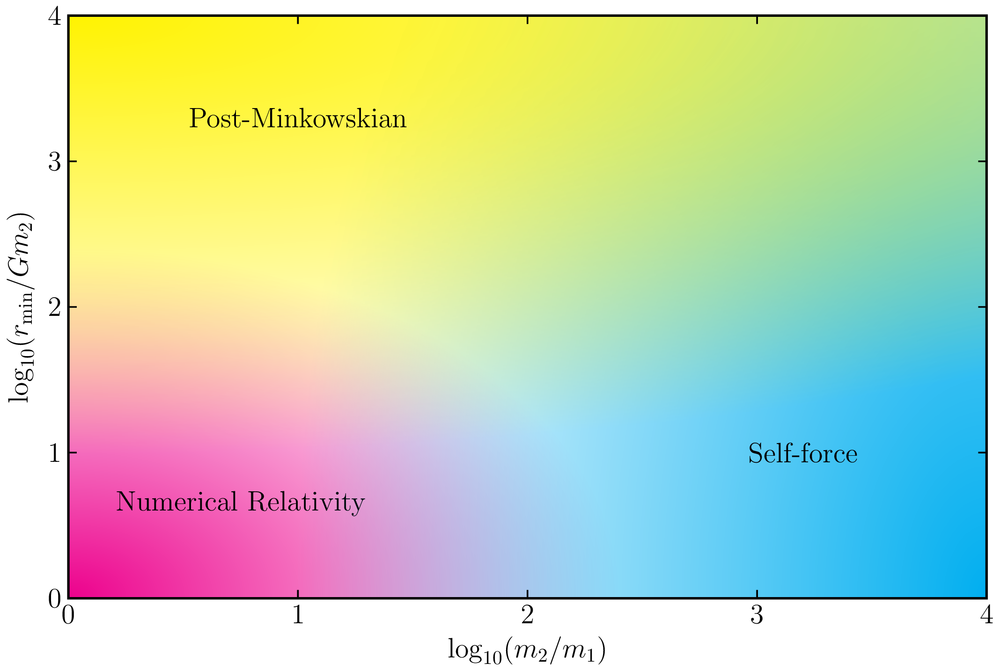 4
3
2
1
0
log₁₀(r_min/Gm₂)
Post-Minkowskian
Self-force
Numerical Relativity
0 1 2 3 4
log₁₀(m₂/m₁)